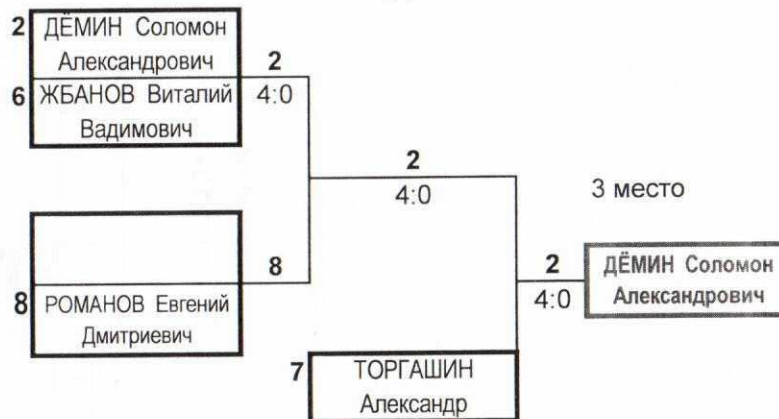 2 ДЁМИН Соломон
Александрович
2
6 ЖБАНОВ Виталий
Вадимович
4:0
2
4:0
3 место
8
2
4:0
ДЁМИН Соломон
Александрович
8 РОМАНОВ Евгений
Дмитриевич
7 ТОРГАШИН
Александр